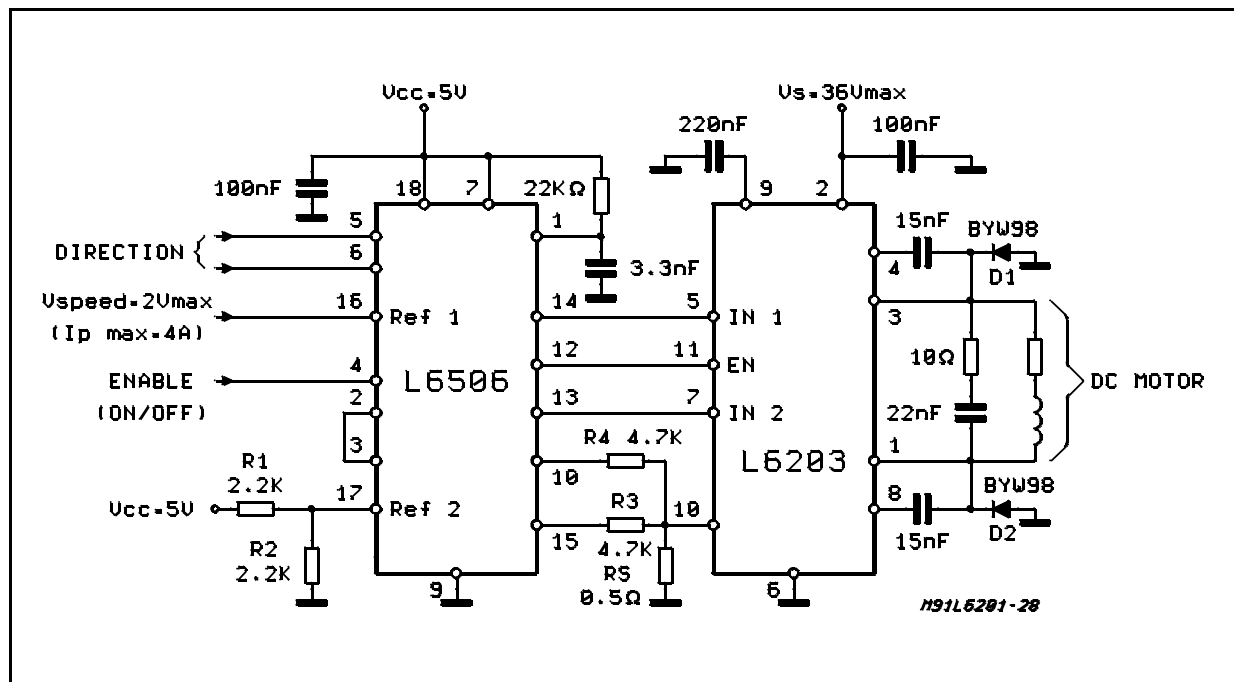 Vcc=5V
Vs=36Vmax
220nF
100nF
100nF
18
7
22KΩ
9
2
5
1
15nF
BYW98
DIRECTION {
6
3.3nF
4
D1
Vspeed=2Vmax
16
Ref 1
14
5
IN 1
3
(Ip max=4A)
12
11
EN
10Ω
ENABLE
4
L6506
DC MOTOR
(ON/OFF)
2
13
7
IN 2
22nF
3
R4 4.7K
L6203
1
R1
10
2.2K
17
R3
8
BYW98
Vcc=5V
Ref 2
10
15
4.7K
15nF
D2
R2
2.2K
9
RS
0.5Ω
6
M91L6201-28